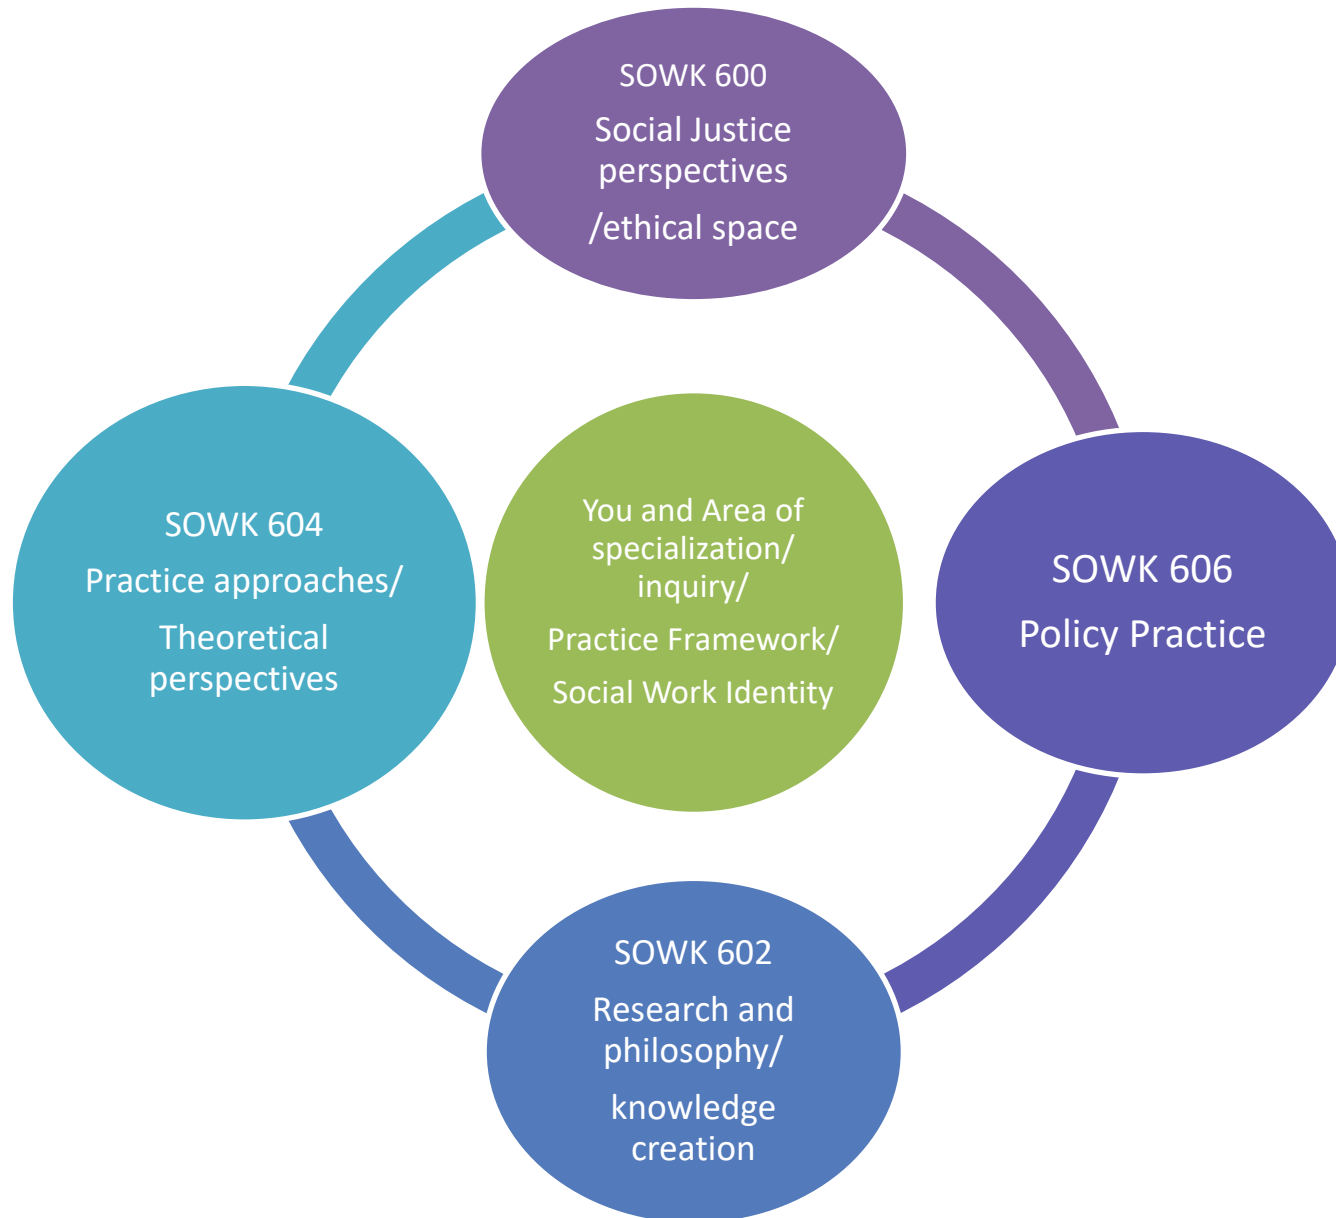 SOWK 600
Social Justice
perspectives
/ethical space
SOWK 604
Practice approaches/
Theoretical
perspectives
You and Area of
specialization/
inquiry/
Practice Framework/
Social Work Identity
SOWK 606
Policy Practice
SOWK 602
Research and
philosophy/
knowledge
creation